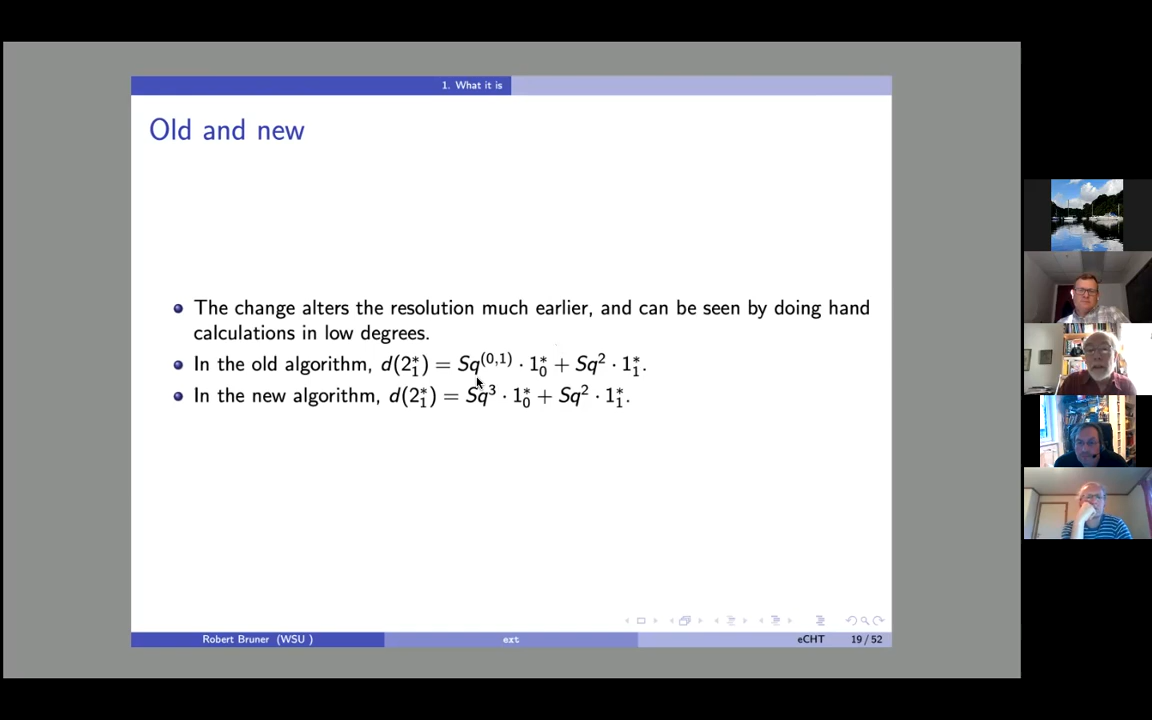 1. What it is
Old and new
The change alters the resolution much earlier, and can be seen by doing hand
calculations in low degrees.
In the old algorithm, d(2₁*) = Sq^(0,1) · 1₀* + Sq² · 1₁*.
In the new algorithm, d(2₁*) = Sq³ · 1₀* + Sq² · 1₁*.
Robert Bruner (WSU ) ext eCHT 19 / 52